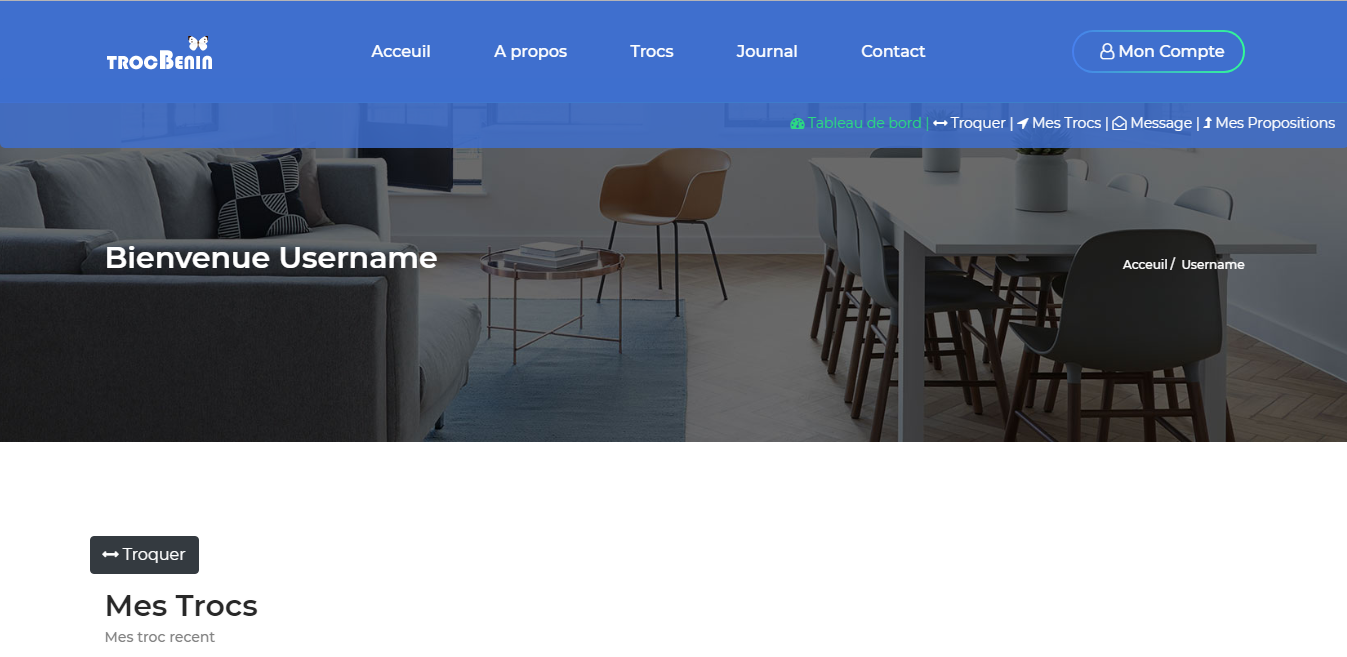 TROCBENIN
Acceuil A propos Trocs Journal Contact Mon Compte
Tableau de bord | Troquer | Mes Trocs | Message | Mes Propositions
Bienvenue Username
Acceuil / Username
Troquer
Mes Trocs
Mes troc recent